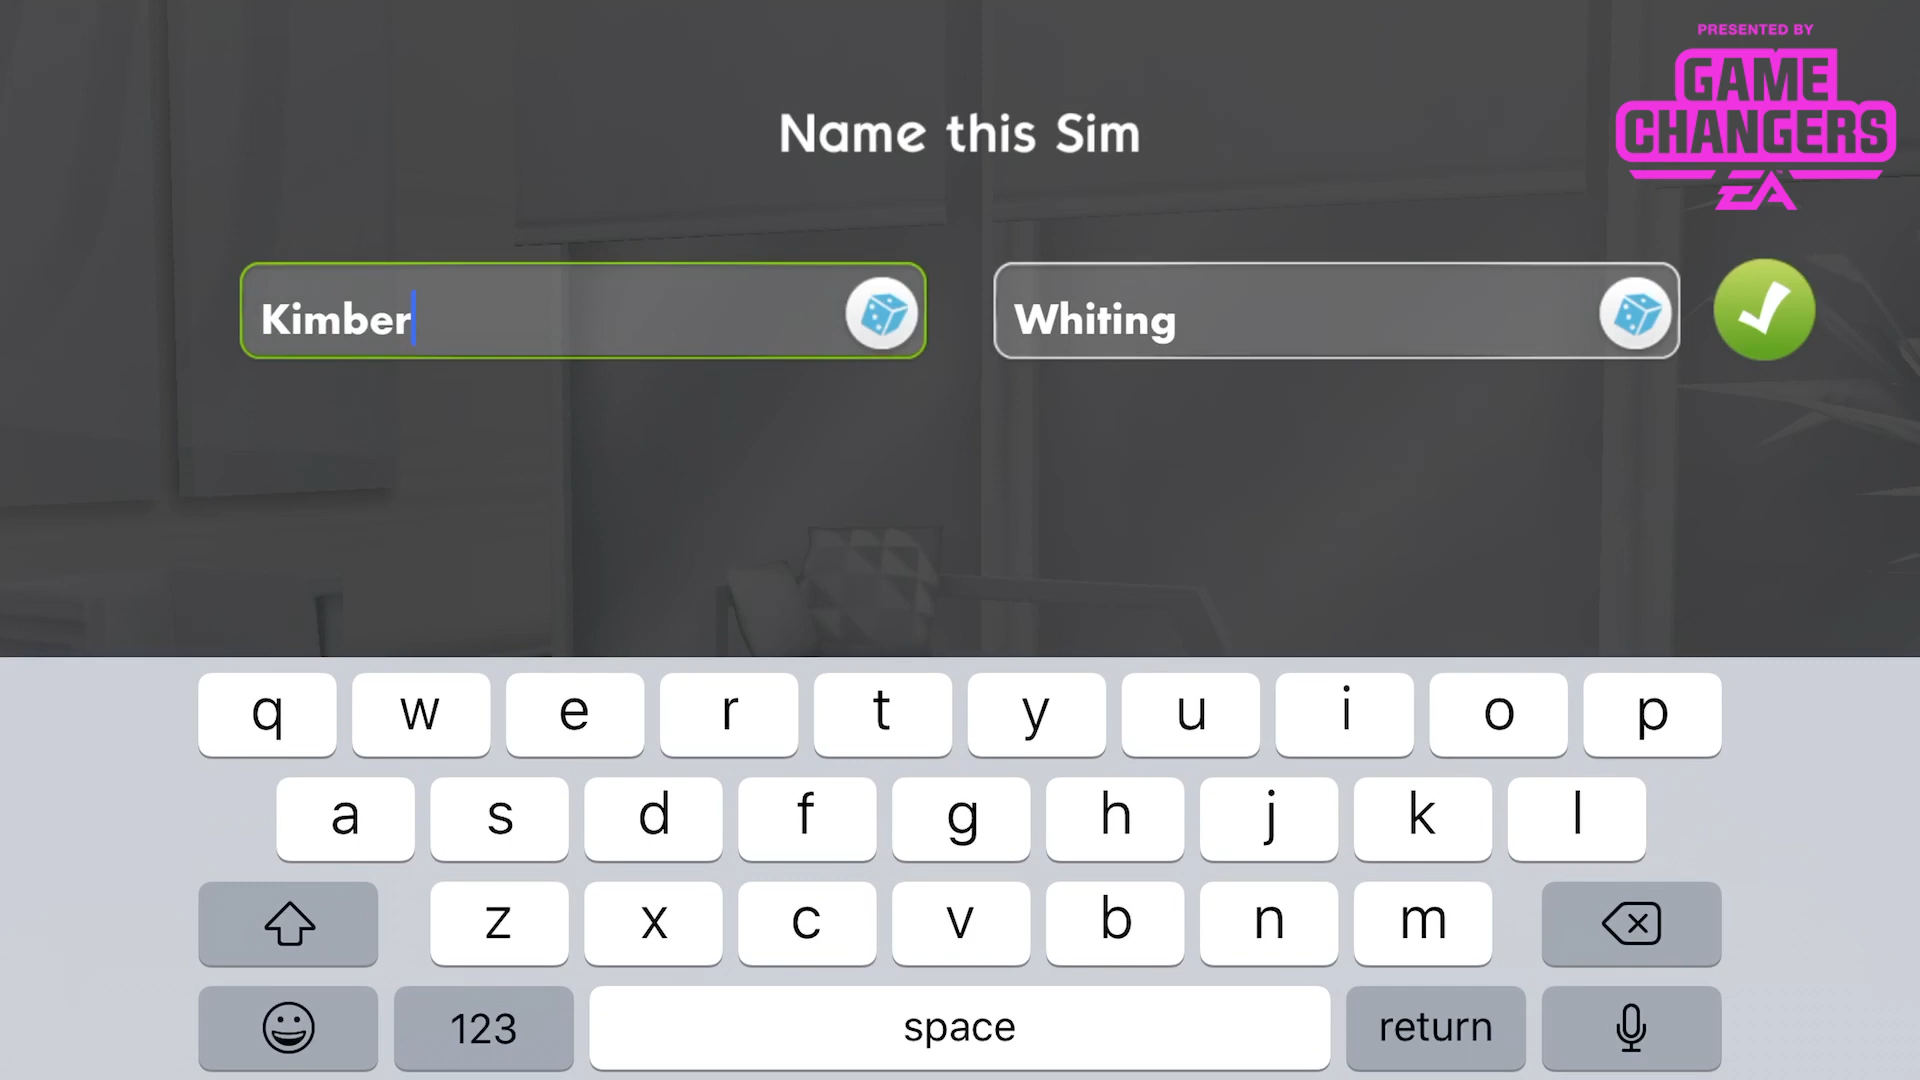 PRESENTED BY
GAME
CHANGERS
EA
Name this Sim
Kimber
Whiting
q w e r t y u i o p
a s d f g h j k l
z x c v b n m
123 space return